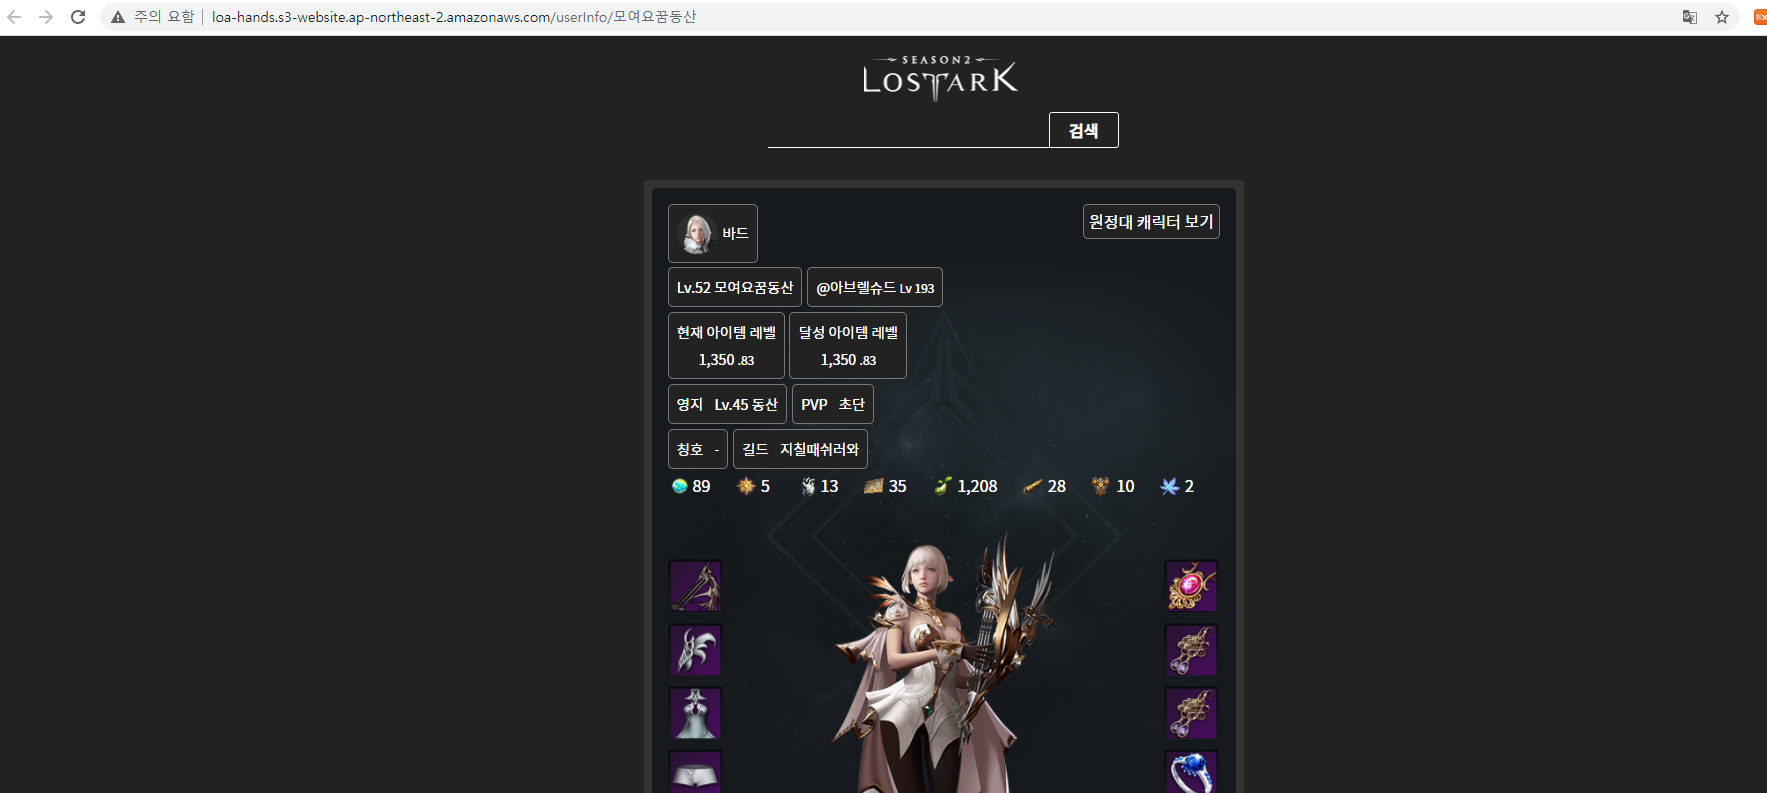 주의 요함 loa-hands.s3-website.ap-northeast-2.amazonaws.com/userInfo/모여요꿈동산
SEASON2
LOSTARK
검색
바드
원정대 캐릭터 보기
Lv.52 모여요꿈동산 @아브렐슈드 Lv 193
현재 아이템 레벨 달성 아이템 레벨
1,350 .83 1,350 .83
영지 Lv.45 동산 PVP 초단
칭호 - 길드 지칠때쉬러와
89 5 13 35 1,208 28 10 2